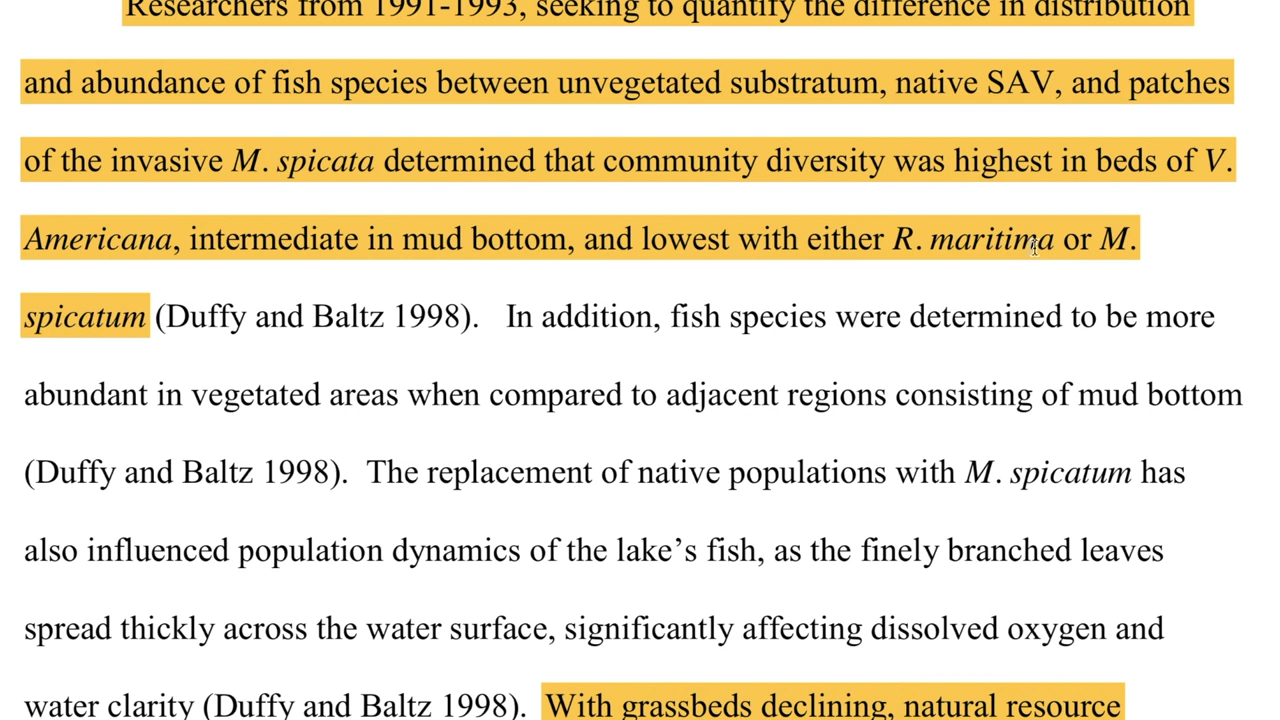 Researchers from 1991-1993, seeking to quantify the difference in distribution
and abundance of fish species between unvegetated substratum, native SAV, and patches
of the invasive M. spicata determined that community diversity was highest in beds of V.
Americana, intermediate in mud bottom, and lowest with either R. maritima or M.
spicatum (Duffy and Baltz 1998).   In addition, fish species were determined to be more
abundant in vegetated areas when compared to adjacent regions consisting of mud bottom
(Duffy and Baltz 1998).  The replacement of native populations with M. spicatum has
also influenced population dynamics of the lake’s fish, as the finely branched leaves
spread thickly across the water surface, significantly affecting dissolved oxygen and
water clarity (Duffy and Baltz 1998).  With grassbeds declining, natural resource